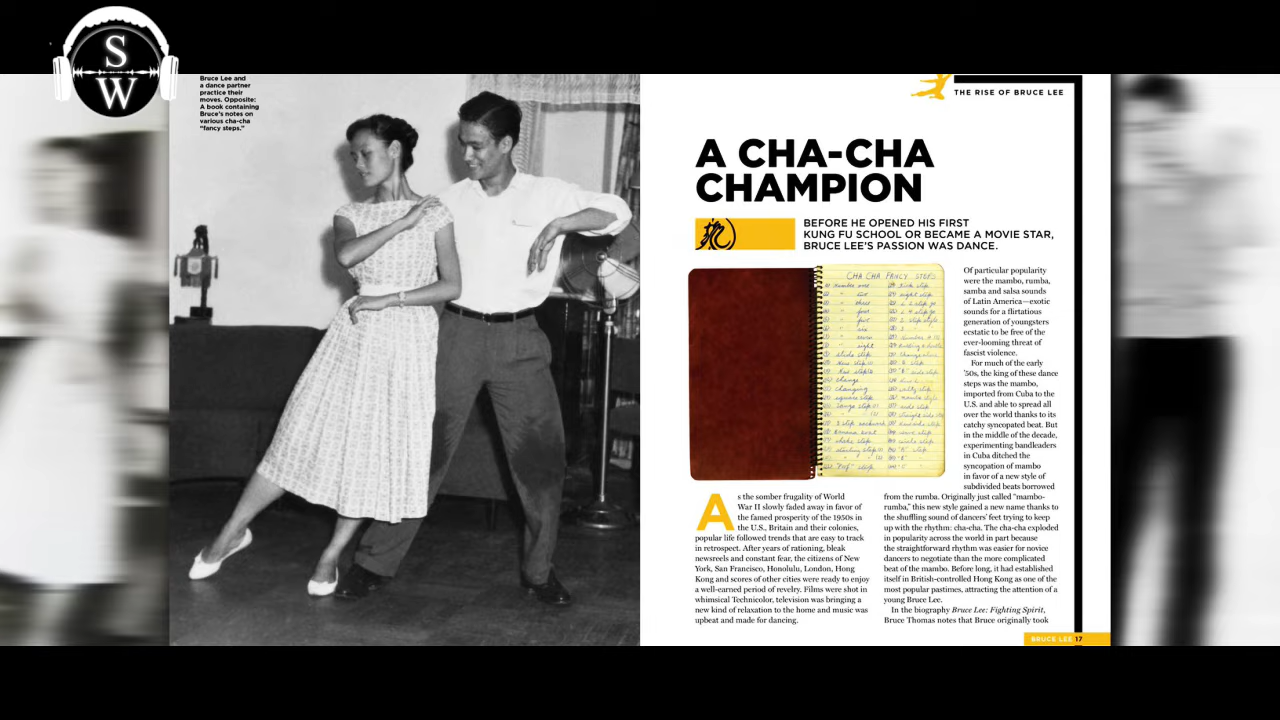 S
W
Bruce Lee and
a dance partner
practice their
moves. Opposite:
A book containing
Bruce's notes on
various cha-cha
"fancy steps."
THE RISE OF BRUCE LEE
A CHA-CHA
CHAMPION
BEFORE HE OPENED HIS FIRST
KUNG FU SCHOOL OR BECAME A MOVIE STAR,
BRUCE LEE'S PASSION WAS DANCE.
CHA CHA FANCY STEPS
As the somber frugality of World
War II slowly faded away in favor of
the famed prosperity of the 1950s in
the U.S., Britain and their colonies,
popular life followed trends that are easy to track
in retrospect. After years of rationing, bleak
newsreels and constant fear, the citizens of New
York, San Francisco, Honolulu, London, Hong
Kong and scores of other cities were ready to enjoy
a well-earned period of revelry. Films were shot in
whimsical Technicolor, television was bringing a
new kind of relaxation to the home and music was
upbeat and made for dancing.
Of particular popularity
were the mambo, rumba,
samba and salsa sounds
of Latin America—exotic
sounds for a flirtatious
generation of youngsters
ecstatic to be free of the
ever-looming threat of
fascist violence.
For much of the early
'50s, the king of these dance
steps was the mambo,
imported from Cuba to the
U.S. and able to spread all
over the world thanks to its
catchy syncopated beat. But
in the middle of the decade,
experimenting bandleaders
in Cuba ditched the
syncopation of mambo
in favor of a new style of
subdivided beats borrowed
from the rumba. Originally just called "mambo-
rumba," this new style gained a new name thanks to
the shuffling sound of dancers' feet trying to keep
up with the rhythm: cha-cha. The cha-cha exploded
in popularity across the world in part because
the straightforward rhythm was easier for novice
dancers to negotiate than the more complicated
beat of the mambo. Before long, it had established
itself in British-controlled Hong Kong as one of the
most popular pastimes, attracting the attention of a
young Bruce Lee.
In the biography Bruce Lee: Fighting Spirit,
Bruce Thomas notes that Bruce originally took
BRUCE LEE 17